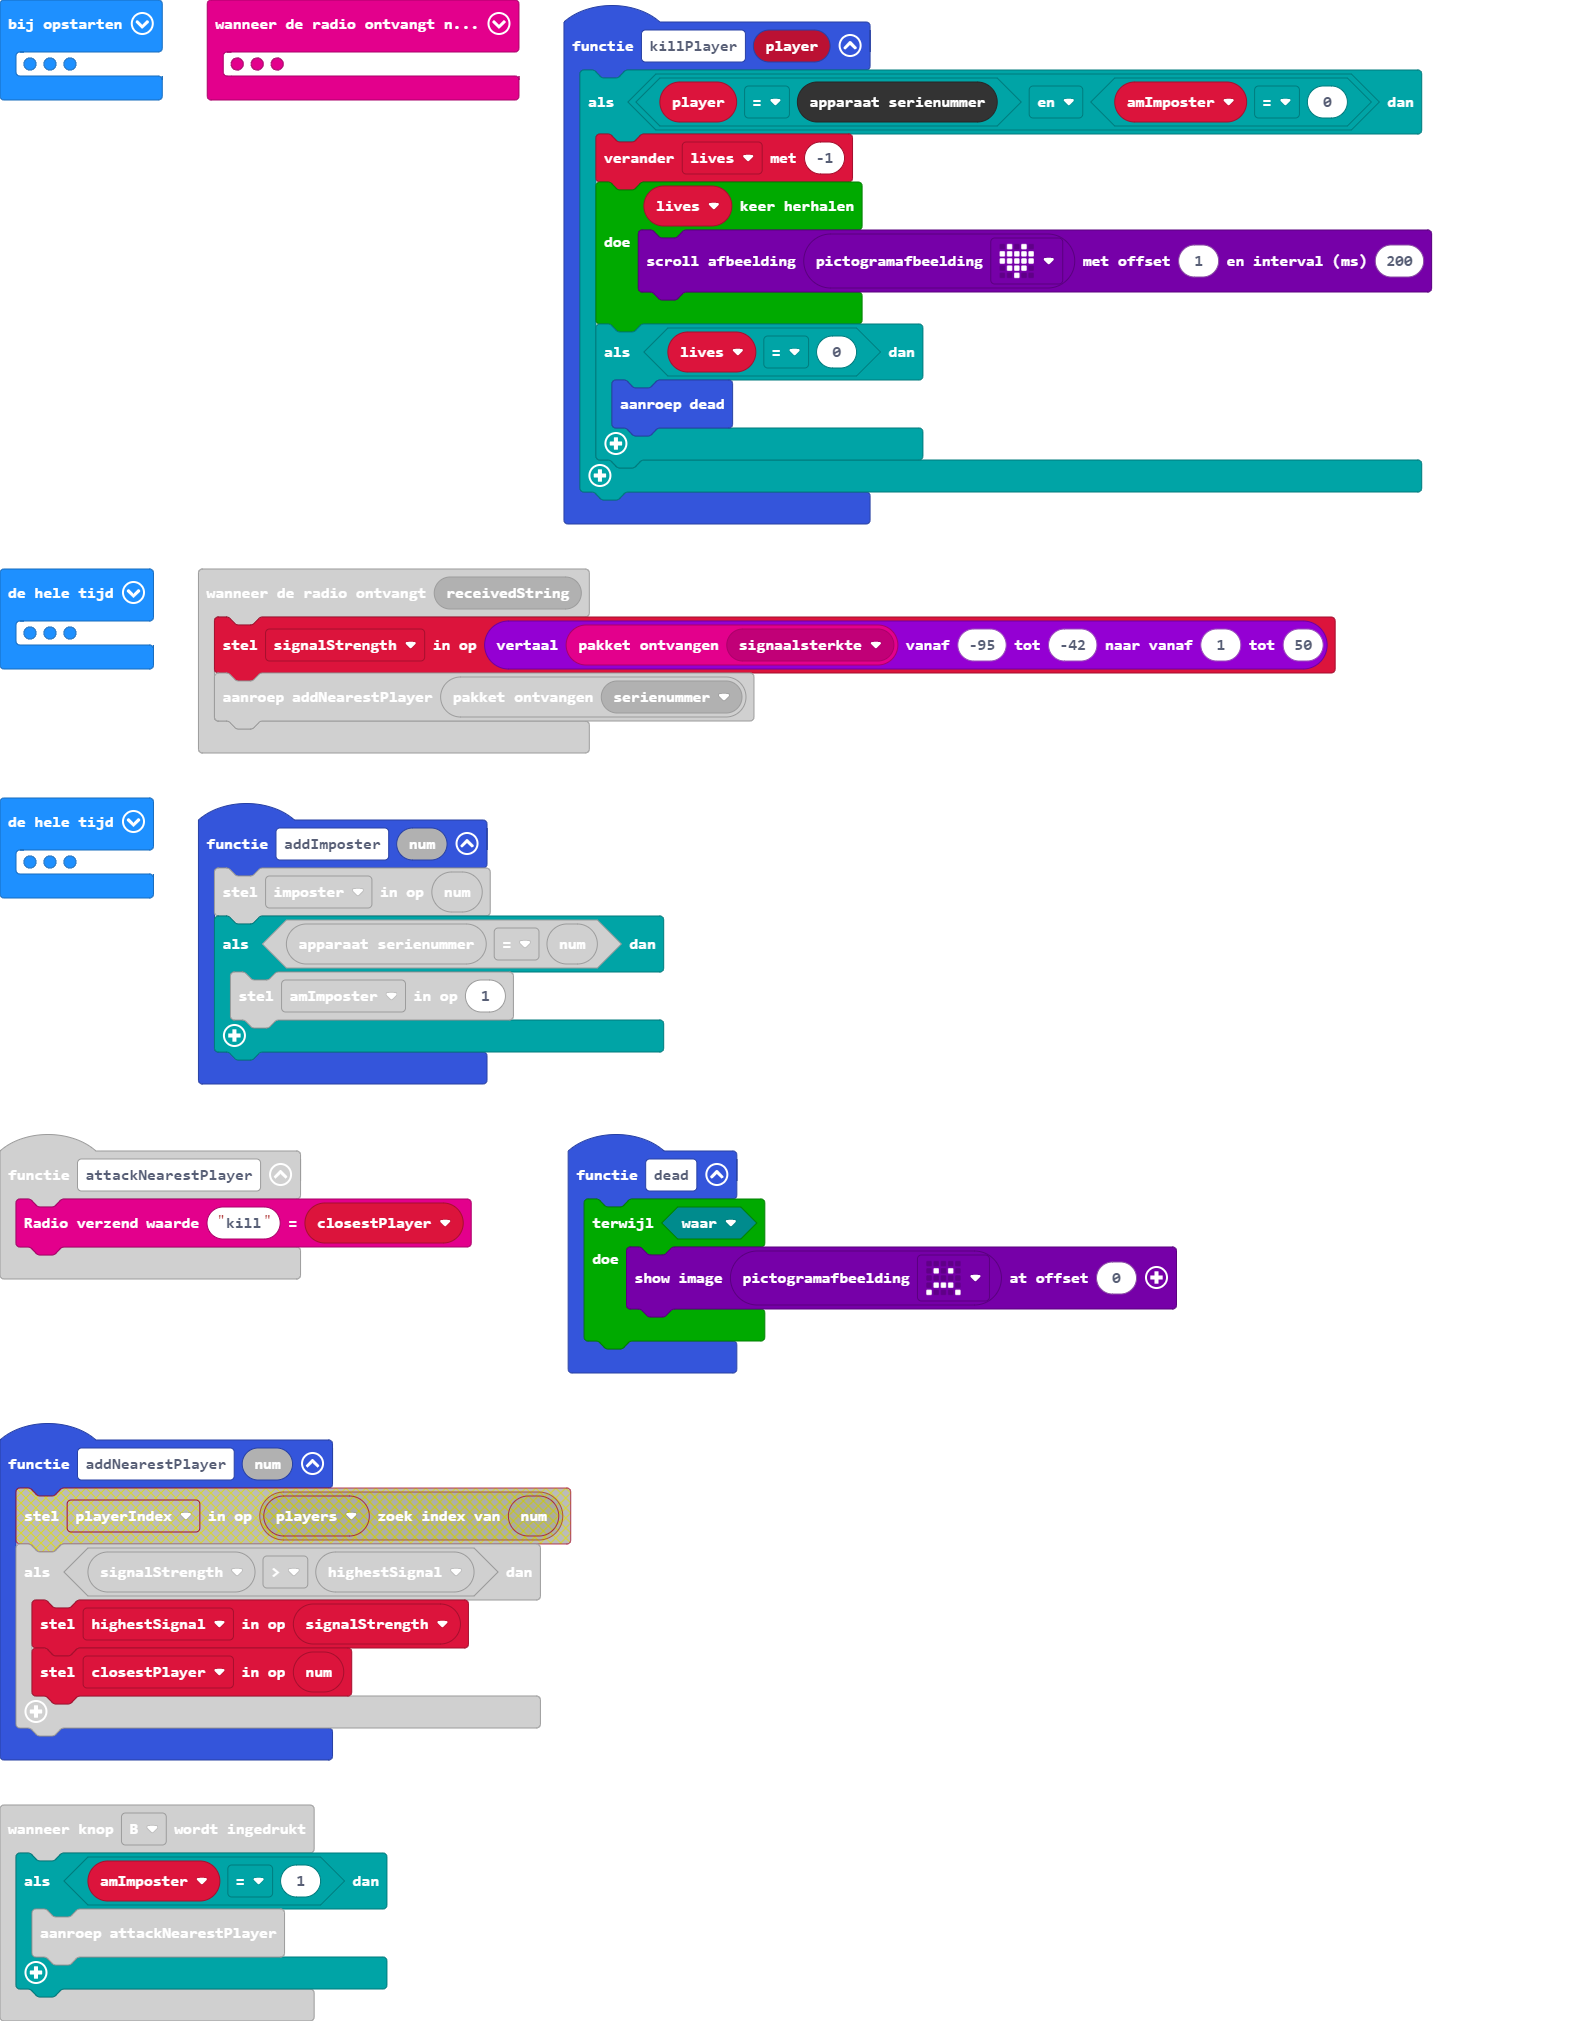 bij opstarten
wanneer de radio ontvangt n...
functie killPlayer player
als player = apparaat serienummer en amImposter = 0 dan
verander lives met -1
lives keer herhalen
doe
scroll afbeelding pictogramafbeelding met offset 1 en interval (ms) 200
als lives = 0 dan
aanroep dead
de hele tijd
wanneer de radio ontvangt receivedString
stel signalStrength in op vertaal pakket ontvangen signaalsterkte vanaf -95 tot -42 naar vanaf 1 tot 50
aanroep addNearestPlayer pakket ontvangen serienummer
de hele tijd
functie addImposter num
stel imposter in op num
als apparaat serienummer = num dan
stel amImposter in op 1
functie attackNearestPlayer
Radio verzend waarde "kill" = closestPlayer
functie dead
terwijl waar
doe
show image pictogramafbeelding at offset 0
functie addNearestPlayer num
stel playerIndex in op players zoek index van num
als signalStrength > highestSignal dan
stel highestSignal in op signalStrength
stel closestPlayer in op num
wanneer knop B wordt ingedrukt
als amImposter = 1 dan
aanroep attackNearestPlayer